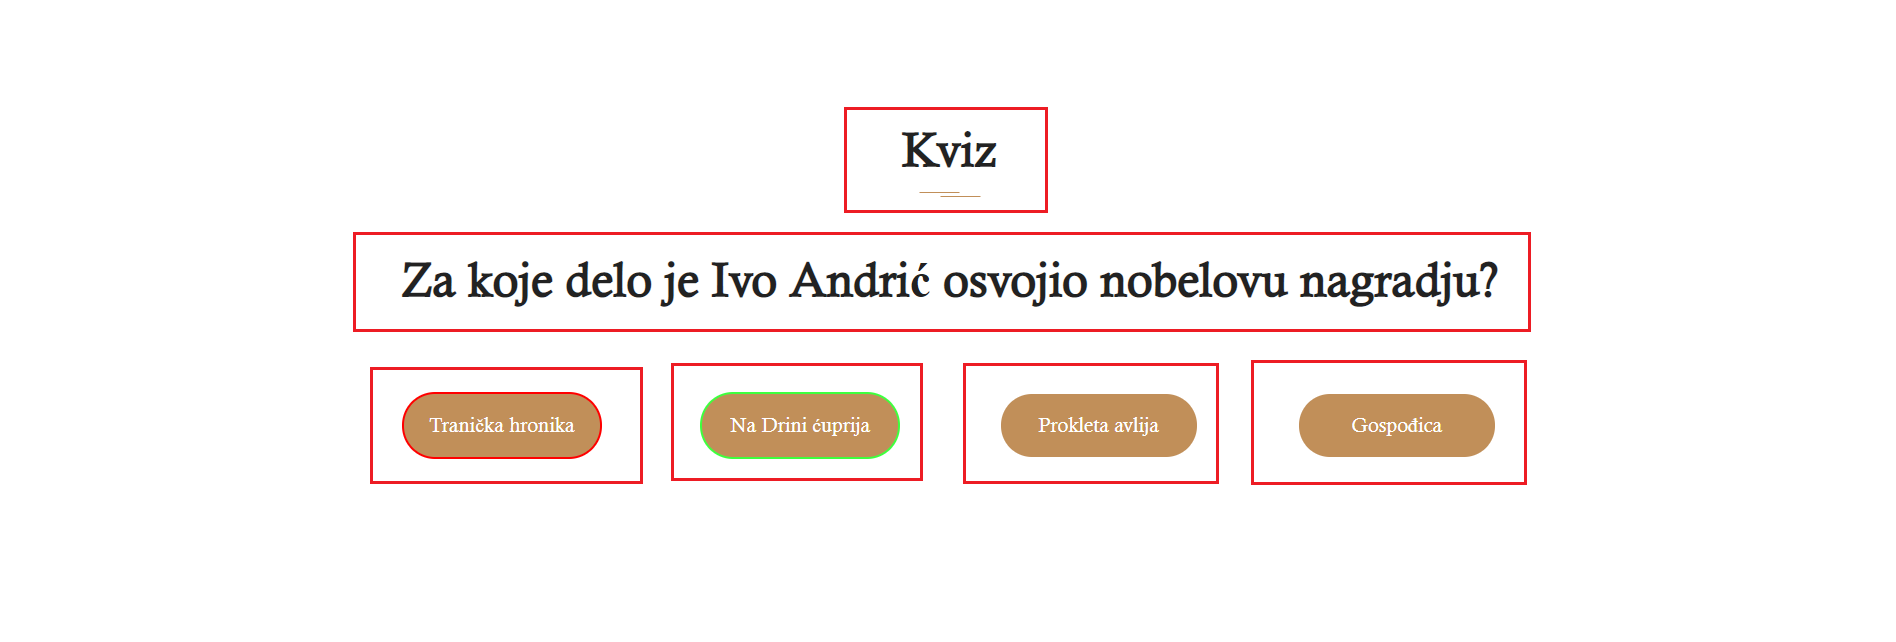 Kviz
Za koje delo je Ivo Andrić osvojio nobelovu nagradju?
Tranička hronika
Na Drini ćuprija
Prokleta avlija
Gospođica